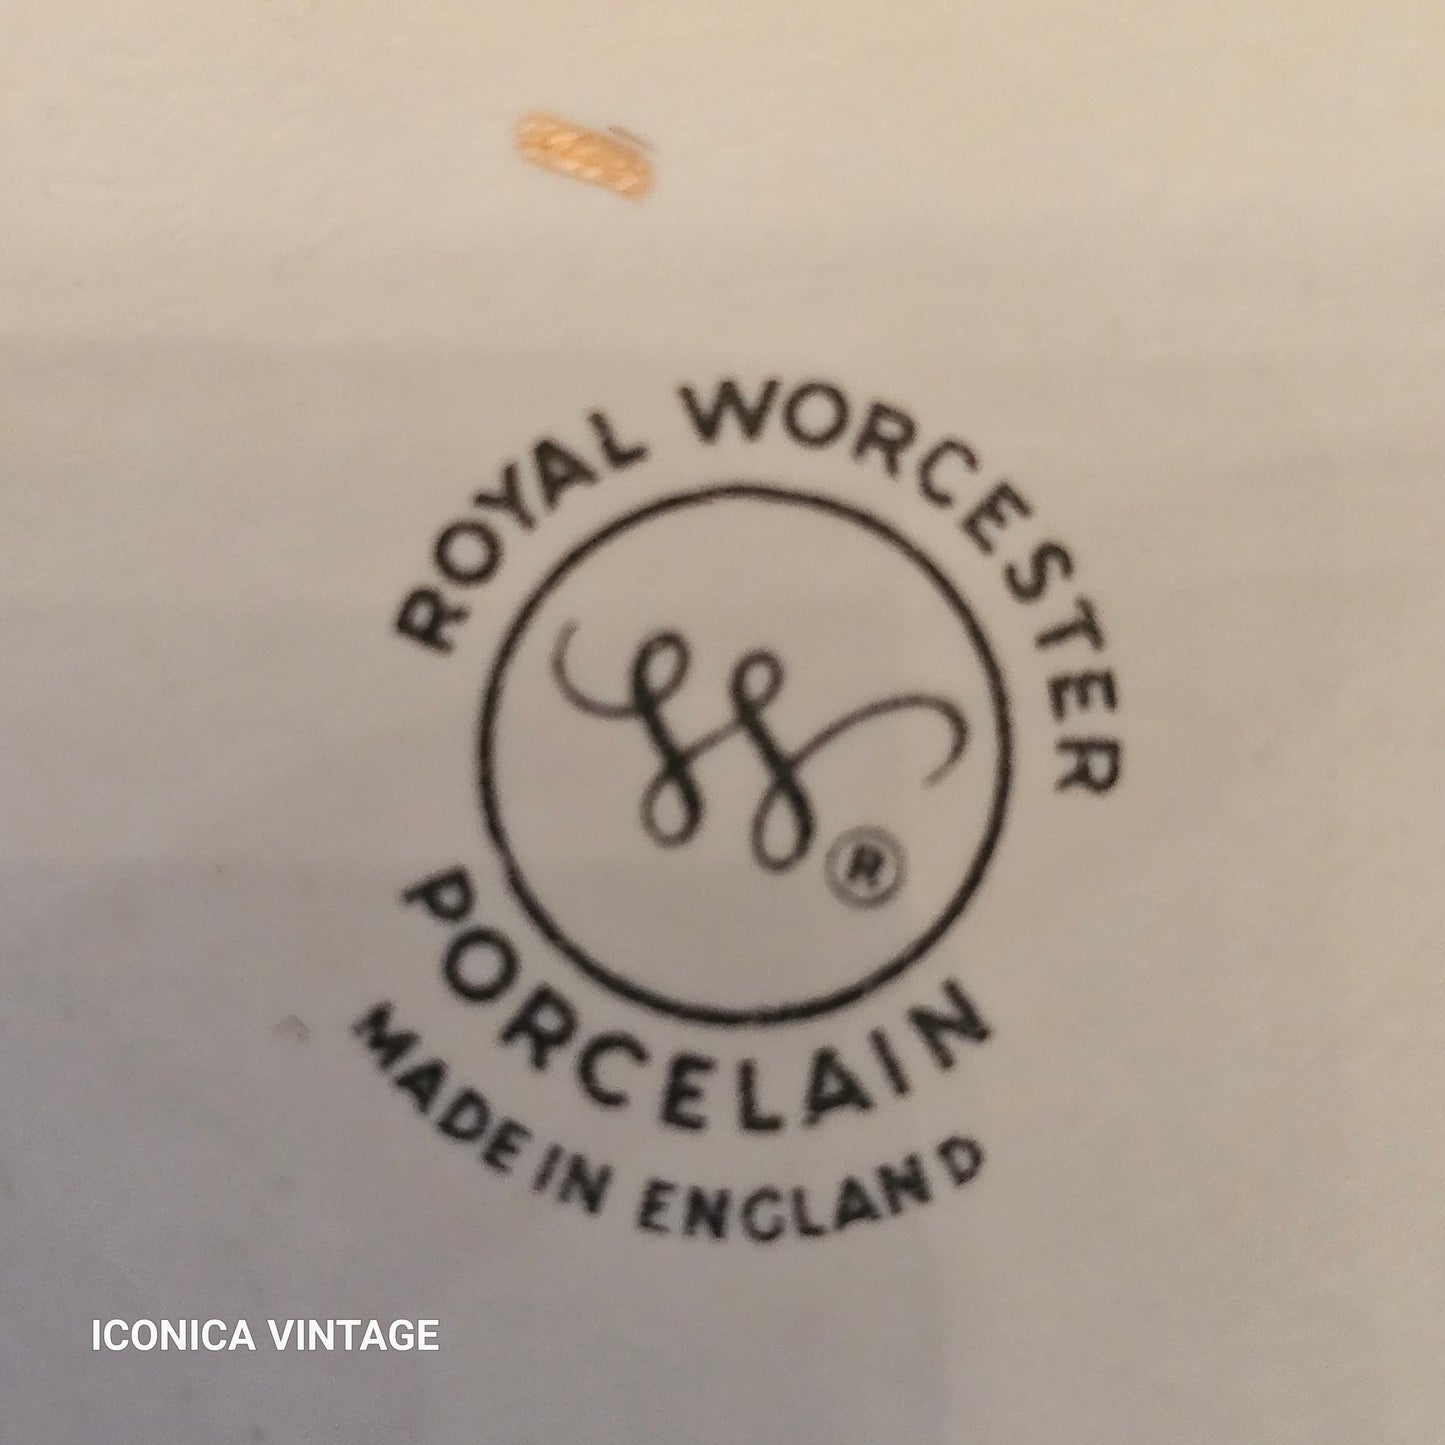 ROYAL WORCESTER
W
®
PORCELAIN
MADE IN ENGLAND
ICONICA VINTAGE